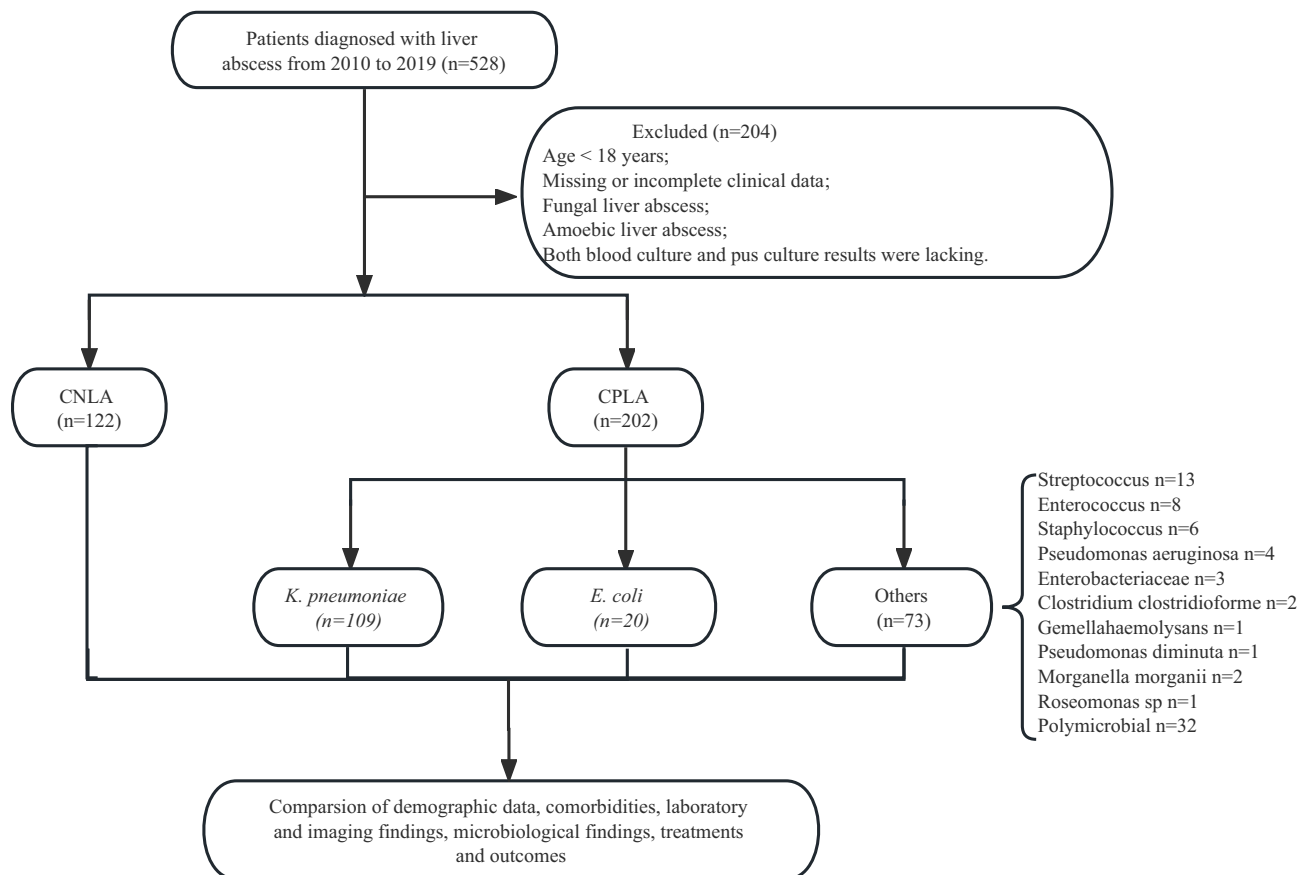 Patients diagnosed with liver
abscess from 2010 to 2019 (n=528)
Excluded (n=204)
Age < 18 years;
Missing or incomplete clinical data;
Fungal liver abscess;
Amoebic liver abscess;
Both blood culture and pus culture results were lacking.
CNLA
(n=122)
CPLA
(n=202)
K. pneumoniae
(n=109)
E. coli
(n=20)
Others
(n=73)
Streptococcus n=13
Enterococcus n=8
Staphylococcus n=6
Pseudomonas aeruginosa n=4
Enterobacteriaceae n=3
Clostridium clostridioforme n=2
Gemellahaemolysans n=1
Pseudomonas diminuta n=1
Morganella morganii n=2
Roseomonas sp n=1
Polymicrobial n=32
Comparsion of demographic data, comorbidities, laboratory
and imaging findings, microbiological findings, treatments
and outcomes